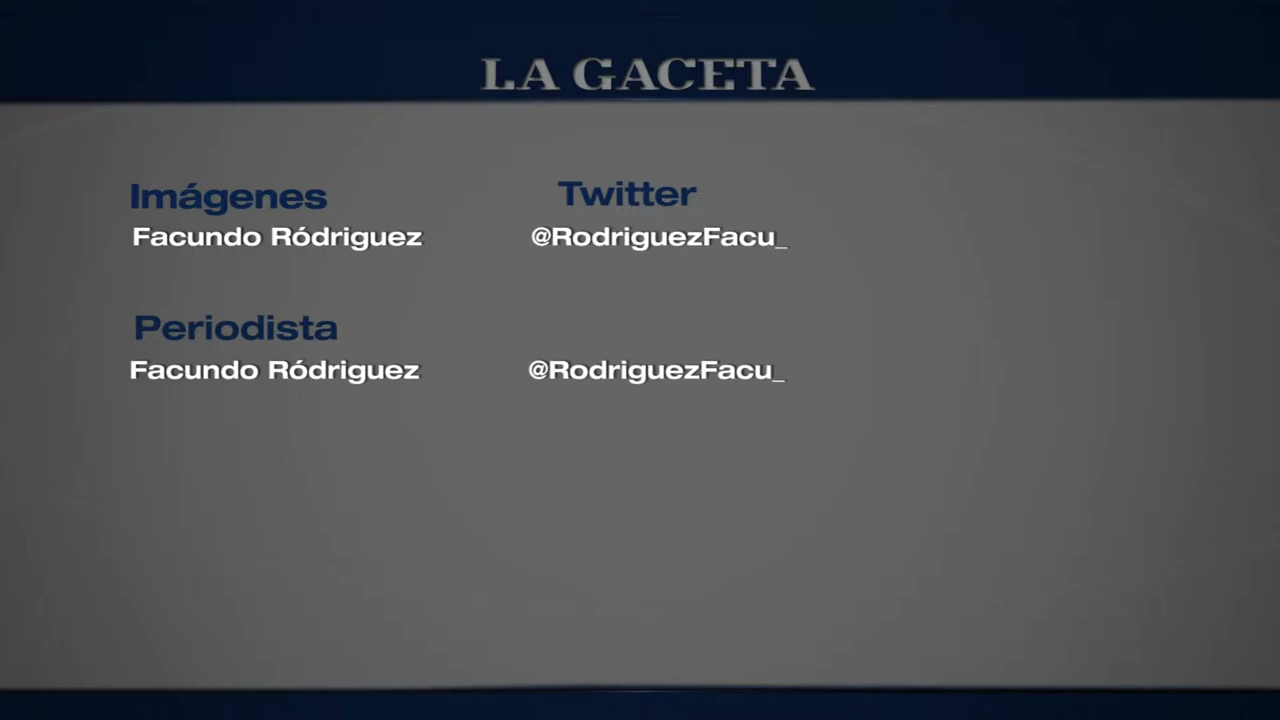 LA GACETA
Imágenes
Twitter
Facundo Ródriguez
@RodriguezFacu_
Periodista
Facundo Ródriguez
@RodriguezFacu_